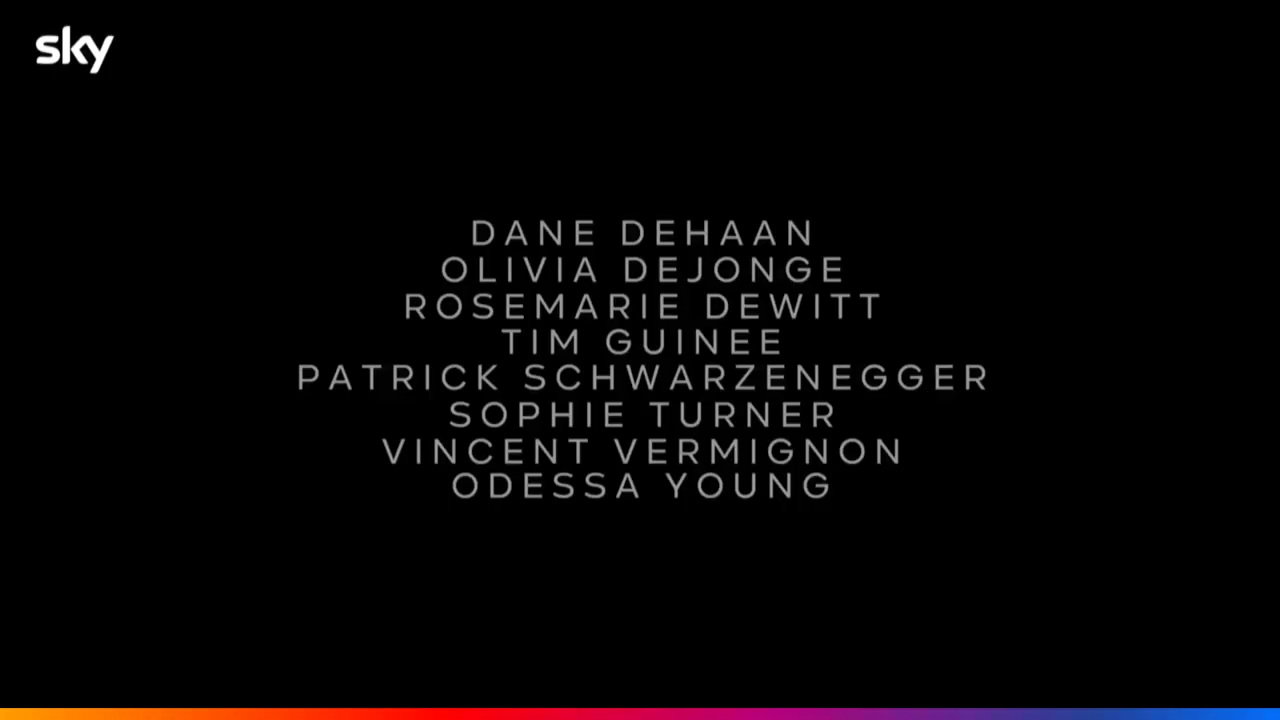 sky
DANE DEHAAN
OLIVIA DEJONGE
ROSEMARIE DEWITT
TIM GUINEE
PATRICK SCHWARZENEGGER
SOPHIE TURNER
VINCENT VERMIGNON
ODESSA YOUNG